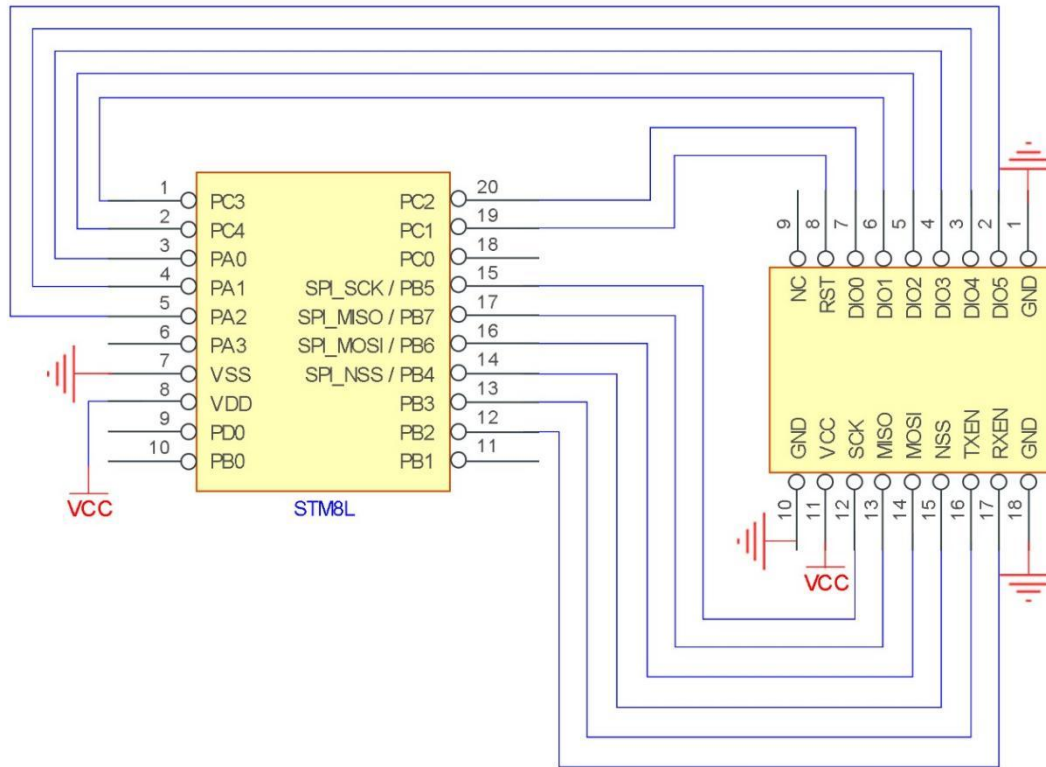 1 PC3 PC2 20
2 PC4 PC1 19
3 PA0 PC0 18
4 PA1 SPI_SCK / PB5 15
5 PA2 SPI_MISO / PB7 17
6 PA3 SPI_MOSI / PB6 16
7 VSS SPI_NSS / PB4 14
8 VDD PB3 13
9 PD0 PB2 12
10 PB0 PB1 11
VCC
STM8L
9 8 7 6 5 4 3 2 1
NC RST DIO0 DIO1 DIO2 DIO3 DIO4 DIO5 GND
GND VCC SCK MISO MOSI NSS TXEN RXEN GND
10 11 12 13 14 15 16 17 18
VCC